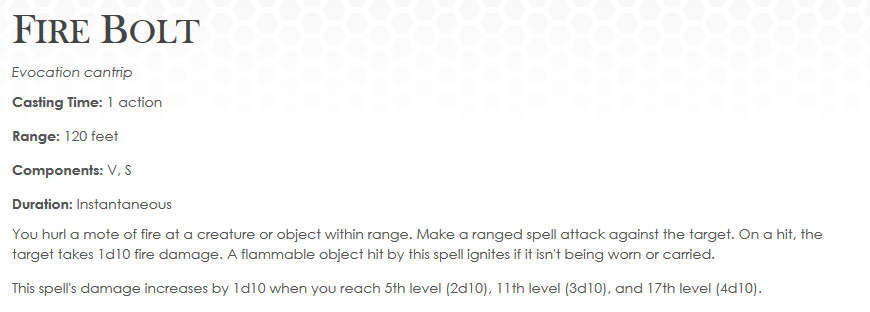 Fire Bolt
Evocation cantrip
Casting Time: 1 action
Range: 120 feet
Components: V, S
Duration: Instantaneous
You hurl a mote of fire at a creature or object within range. Make a ranged spell attack against the target. On a hit, the
target takes 1d10 fire damage. A flammable object hit by this spell ignites if it isn't being worn or carried.
This spell's damage increases by 1d10 when you reach 5th level (2d10), 11th level (3d10), and 17th level (4d10).